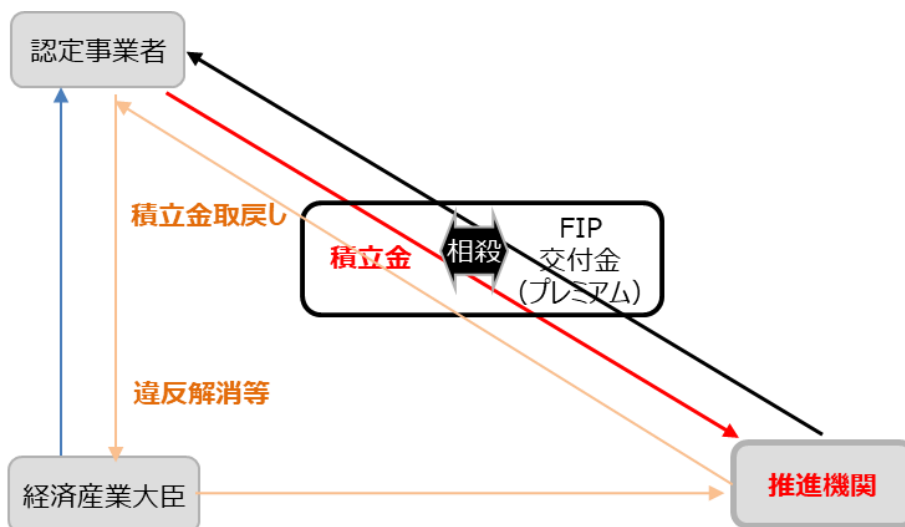 認定事業者
積立金取戻し
積立金
相殺
FIP
交付金
（プレミアム）
違反解消等
経済産業大臣
推進機関